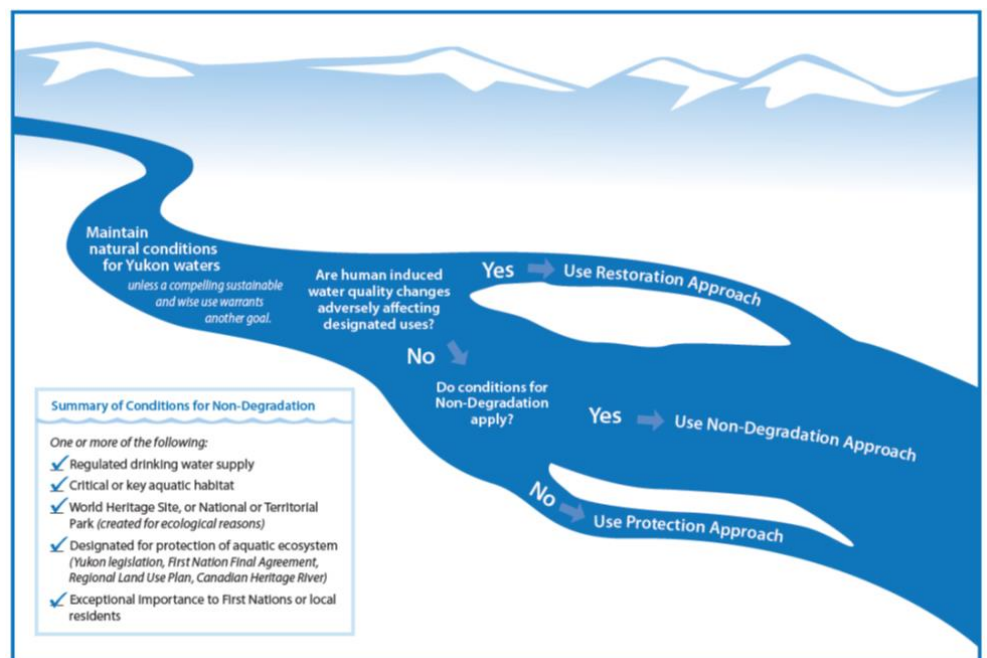 Maintain
natural conditions
for Yukon waters
unless a compelling sustainable
and wise use warrants
another goal.
Are human induced
water quality changes
adversely affecting
designated uses?
Yes
Use Restoration Approach
No
Do conditions for
Non-Degradation
apply?
Yes
Use Non-Degradation Approach
No
Use Protection Approach
Summary of Conditions for Non-Degradation
One or more of the following:
Regulated drinking water supply
Critical or key aquatic habitat
World Heritage Site, or National or Territorial
Park (created for ecological reasons)
Designated for protection of aquatic ecosystem
(Yukon legislation, First Nation Final Agreement,
Regional Land Use Plan, Canadian Heritage River)
Exceptional importance to First Nations or local
residents